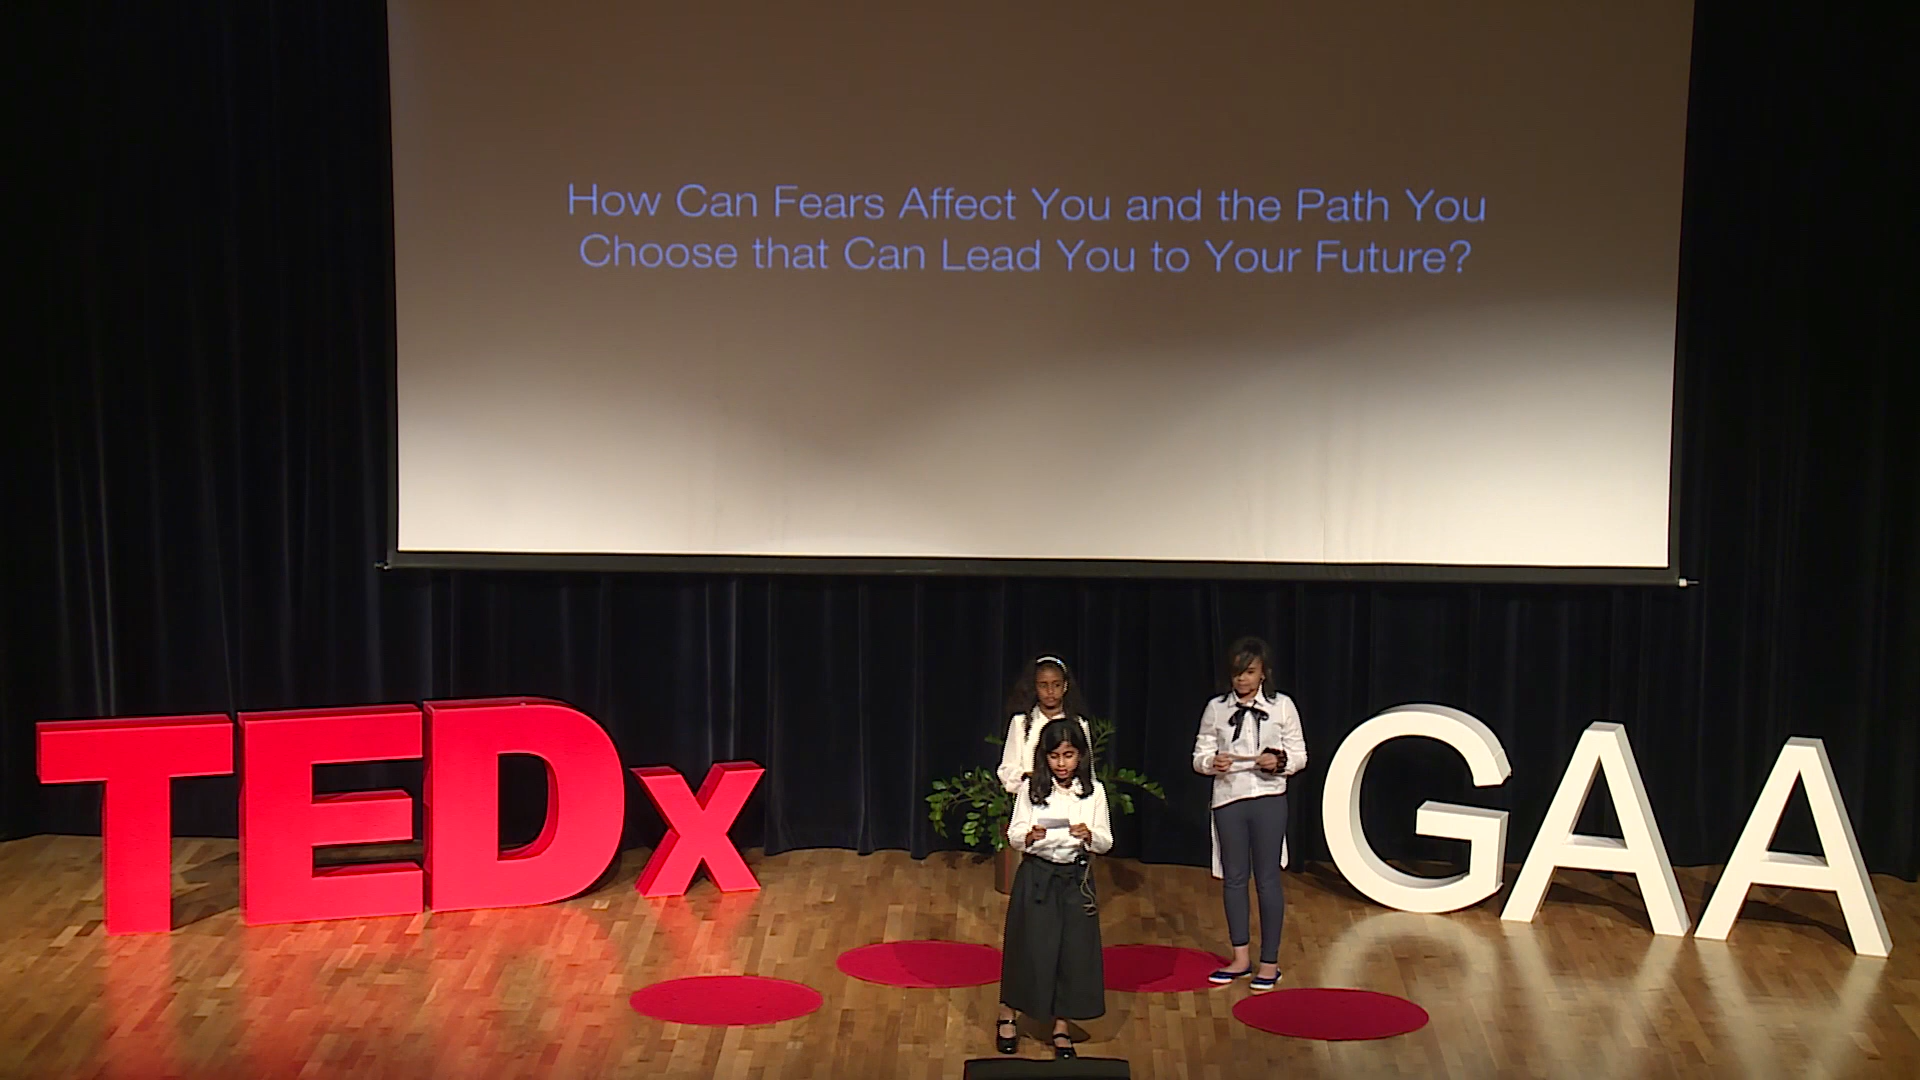 How Can Fears Affect You and the Path You
Choose that Can Lead You to Your Future?
TEDx GAA